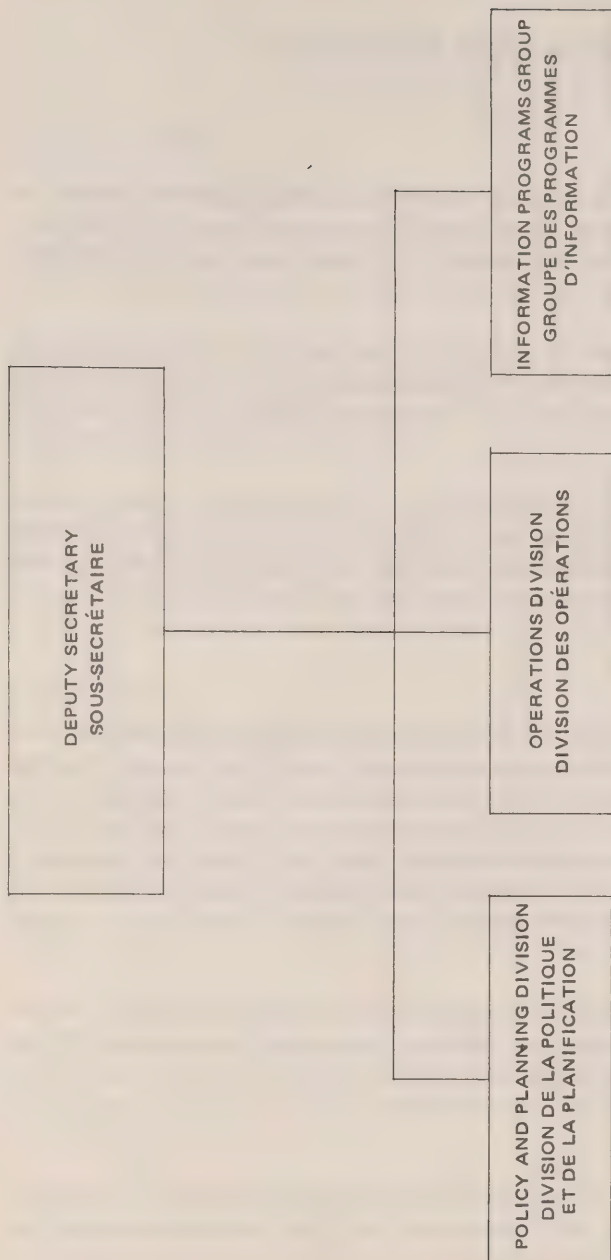 DEPUTY SECRETARY
SOUS-SECRÉTAIRE
POLICY AND PLANNING DIVISION
DIVISION DE LA POLITIQUE
ET DE LA PLANIFICATION
OPERATIONS DIVISION
DIVISION DES OPÉRATIONS
INFORMATION PROGRAMS GROUP
GROUPE DES PROGRAMMES
D'INFORMATION